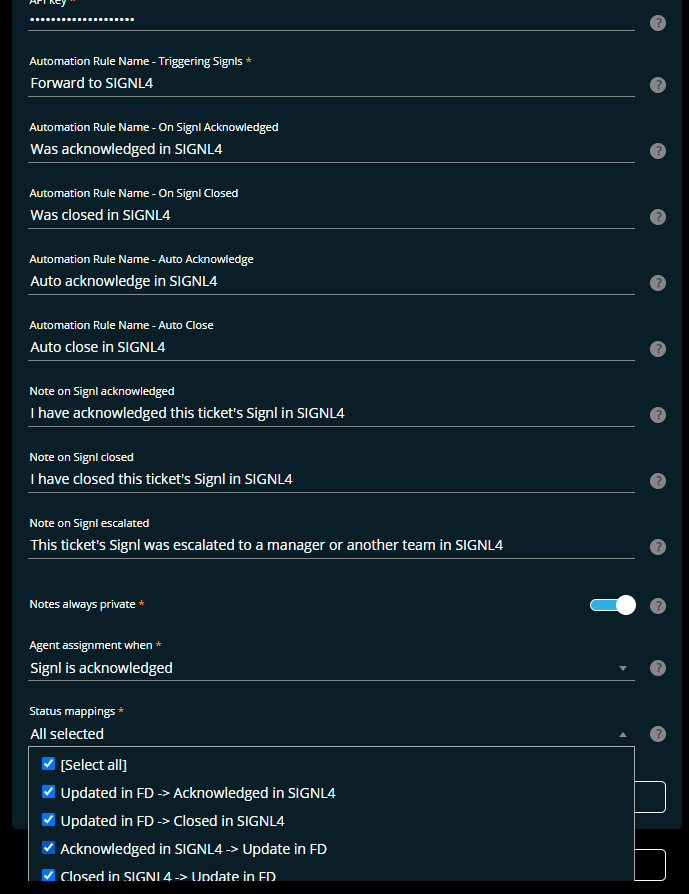 API key *
••••••••••••••••••••
Automation Rule Name - Triggering Signls *
Forward to SIGNL4
Automation Rule Name - On Signl Acknowledged
Was acknowledged in SIGNL4
Automation Rule Name - On Signl Closed
Was closed in SIGNL4
Automation Rule Name - Auto Acknowledge
Auto acknowledge in SIGNL4
Automation Rule Name - Auto Close
Auto close in SIGNL4
Note on Signl acknowledged
I have acknowledged this ticket's Signl in SIGNL4
Note on Signl closed
I have closed this ticket's Signl in SIGNL4
Note on Signl escalated
This ticket's Signl was escalated to a manager or another team in SIGNL4
Notes always private *
Agent assignment when *
Signl is acknowledged
Status mappings *
All selected
[Select all]
Updated in FD -> Acknowledged in SIGNL4
Updated in FD -> Closed in SIGNL4
Acknowledged in SIGNL4 -> Update in FD
Closed in SIGNL4 -> Update in FD